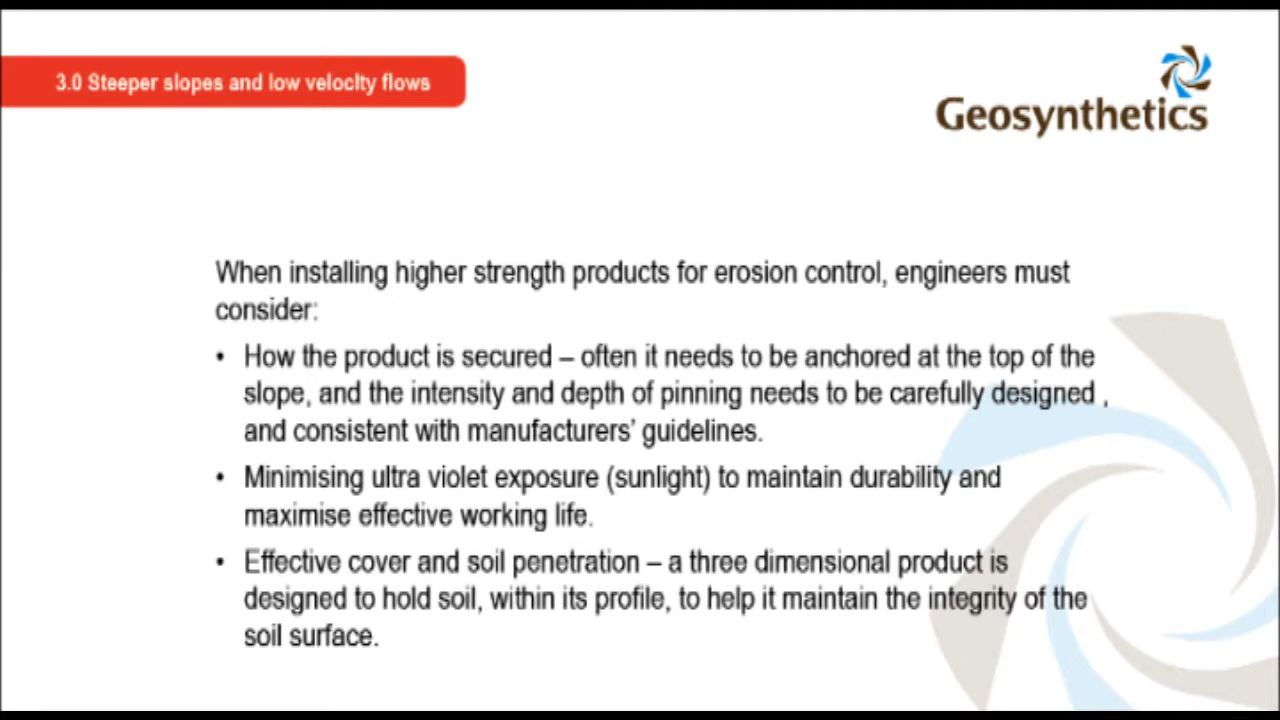 3.0 Steeper slopes and low velocity flows
Geosynthetics
When installing higher strength products for erosion control, engineers must
consider:
• How the product is secured – often it needs to be anchored at the top of the
slope, and the intensity and depth of pinning needs to be carefully designed ,
and consistent with manufacturers’ guidelines.
• Minimising ultra violet exposure (sunlight) to maintain durability and
maximise effective working life.
• Effective cover and soil penetration – a three dimensional product is
designed to hold soil, within its profile, to help it maintain the integrity of the
soil surface.